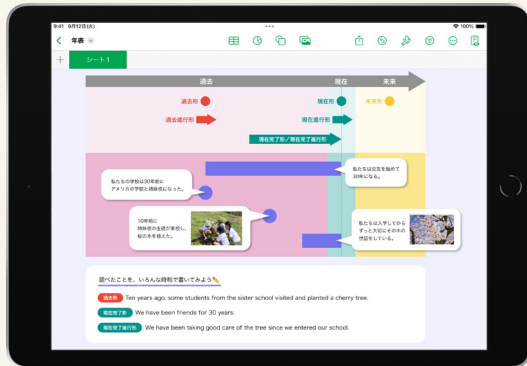 9:41 9月12日(火)
100%
年表
シート1
過去
現在
未来
過去形
現在形
未来形
過去進行形
現在進行形
現在完了形/現在完了進行形
私たちは交友を始めて
30年になる。
私たちの学校は30年前に
アメリカの学校と姉妹校になった。
10年前に
姉妹校の生徒が来校し、
桜の木を植えた。
私たちは入学してから
ずっと大切にその木の
世話をしている。
調べたことを、いろんな時制で書いてみよう
過去形 Ten years ago, some students from the sister school visited and planted a cherry tree.
現在完了形 We have been friends for 30 years.
現在完了進行形 We have been taking good care of the tree since we entered our school.